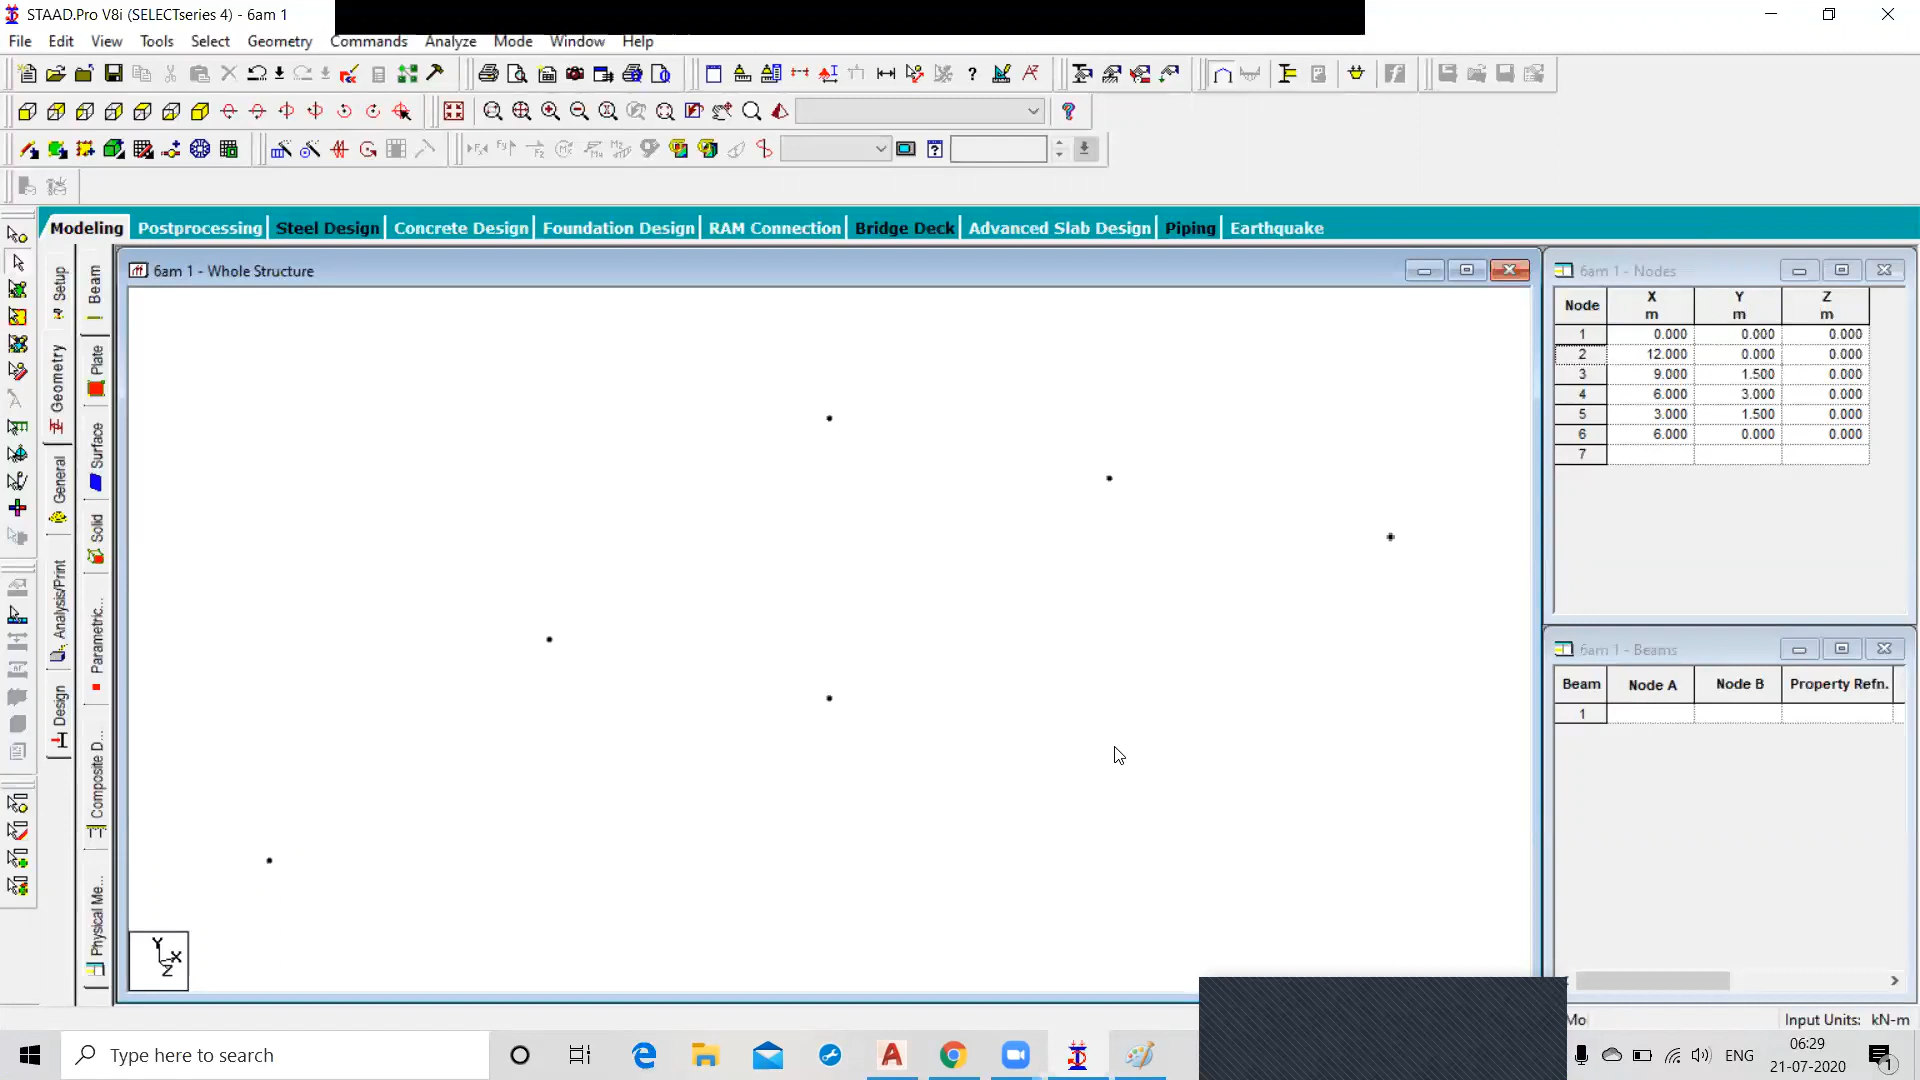 STAAD.Pro V8i (SELECTseries 4) - 6am 1
File Edit View Tools Select Geometry Commands Analyze Mode Window Help
Modeling Postprocessing Steel Design Concrete Design Foundation Design RAM Connection Bridge Deck Advanced Slab Design Piping Earthquake
Setup
Geometry
General
Analysis/Print
Design
Beam
Plate
Surface
Solid
Parametric...
Composite D...
Physical Me...
6am 1 - Whole Structure
Y
X
Z
6am 1 - Nodes
Node X m Y m Z m
1 0.000 0.000 0.000
2 12.000 0.000 0.000
3 9.000 1.500 0.000
4 6.000 3.000 0.000
5 3.000 1.500 0.000
6 6.000 0.000 0.000
7
6am 1 - Beams
Beam Node A Node B Property Refn.
1
Mo Input Units: kN-m
Type here to search
ENG
06:29
21-07-2020
1